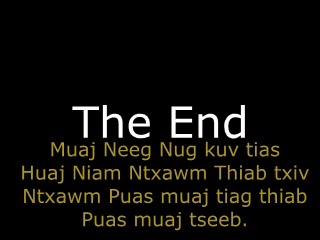 The End
Muaj Neeg Nug kuv tias
Huaj Niam Ntxawm Thiab txiv
Ntxawm Puas muaj tiag thiab
Puas muaj tseeb.